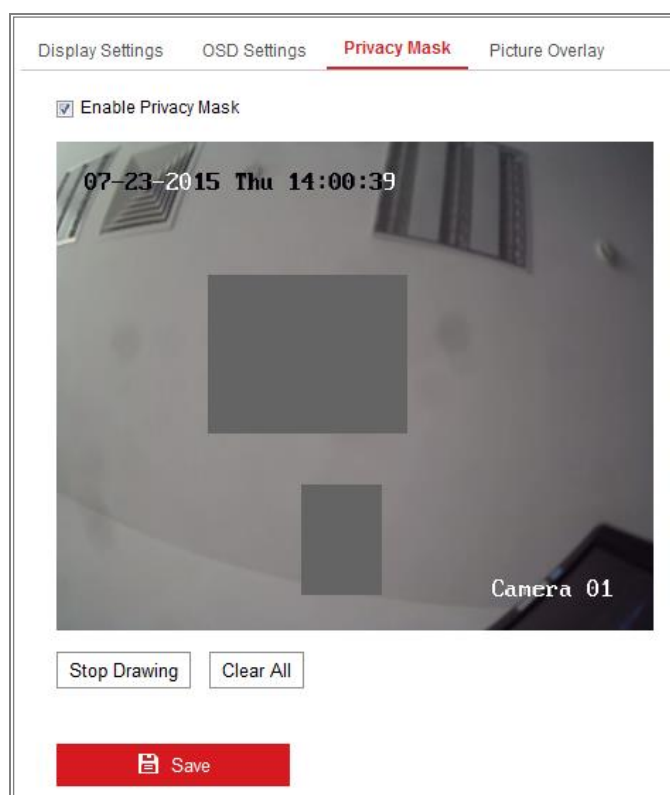 Display Settings OSD Settings Privacy Mask Picture Overlay
Enable Privacy Mask
07-23-2015 Thu 14:00:39
Camera 01
Stop Drawing Clear All
Save